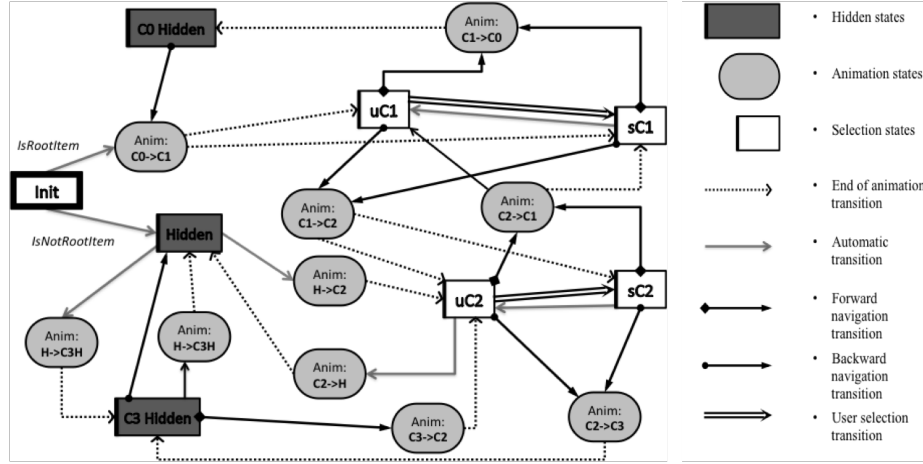 C0 Hidden
Anim:
C1->C0
uC1
sC1
IsRootItem
Anim:
C0->C1
Init
IsNotRootItem
Hidden
Anim:
C1->C2
Anim:
C2->C1
Anim:
H->C2
uC2
sC2
Anim:
H->C3H
Anim:
H->C3H
Anim:
C2->H
C3 Hidden
Anim:
C3->C2
Anim:
C2->C3
• Hidden states
• Animation states
• Selection states
• End of animation
transition
• Automatic
transition
• Forward
navigation
transition
• Backward
navigation
transition
• User selection
transition